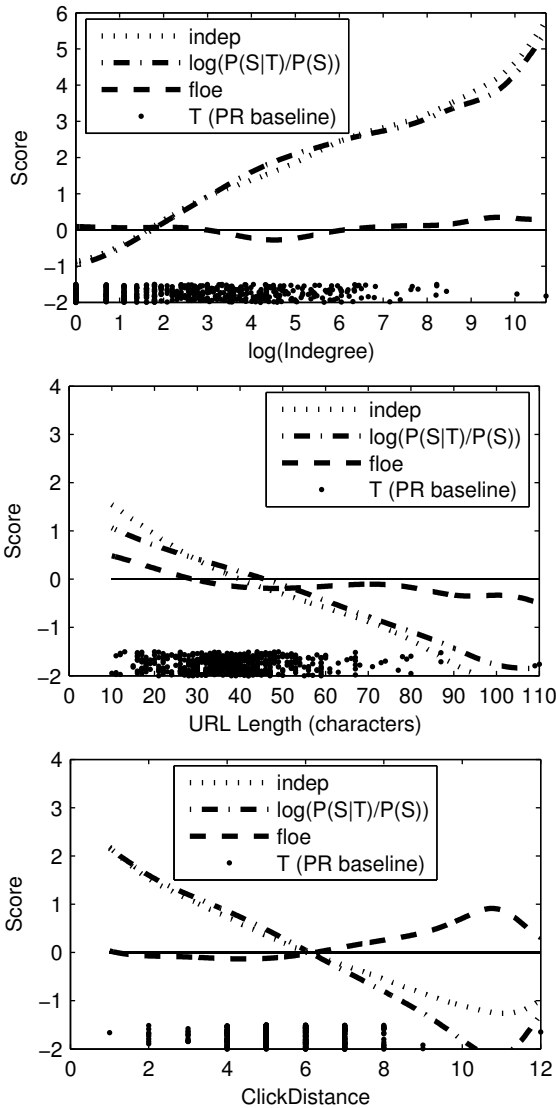 6
5
4
3
2
1
0
−1
−2
Score
indep
log(P(S|T)/P(S))
floe
T (PR baseline)
0 1 2 3 4 5 6 7 8 9 10
log(Indegree)
4
3
2
1
0
−1
−2
Score
indep
log(P(S|T)/P(S))
floe
T (PR baseline)
0 10 20 30 40 50 60 70 80 90 100 110
URL Length (characters)
4
3
2
1
0
−1
−2
Score
indep
log(P(S|T)/P(S))
floe
T (PR baseline)
0 2 4 6 8 10 12
ClickDistance